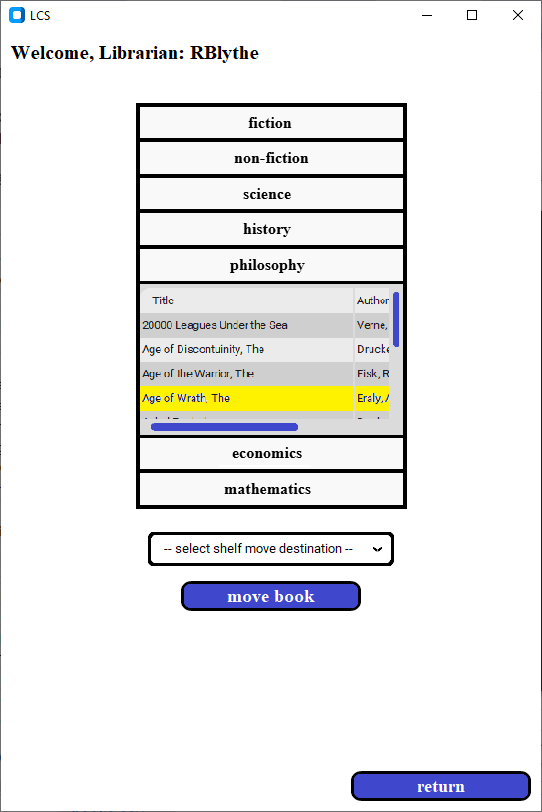 LCS
Welcome, Librarian: RBlythe
fiction
non-fiction
science
history
philosophy
Title Author
20000 Leagues Under the Sea Verne,
Age of Discontuinity, The Drucke
Age of the Warrior, The Fisk, R
Age of Wrath, The Eraly, A
economics
mathematics
-- select shelf move destination --
move book
return